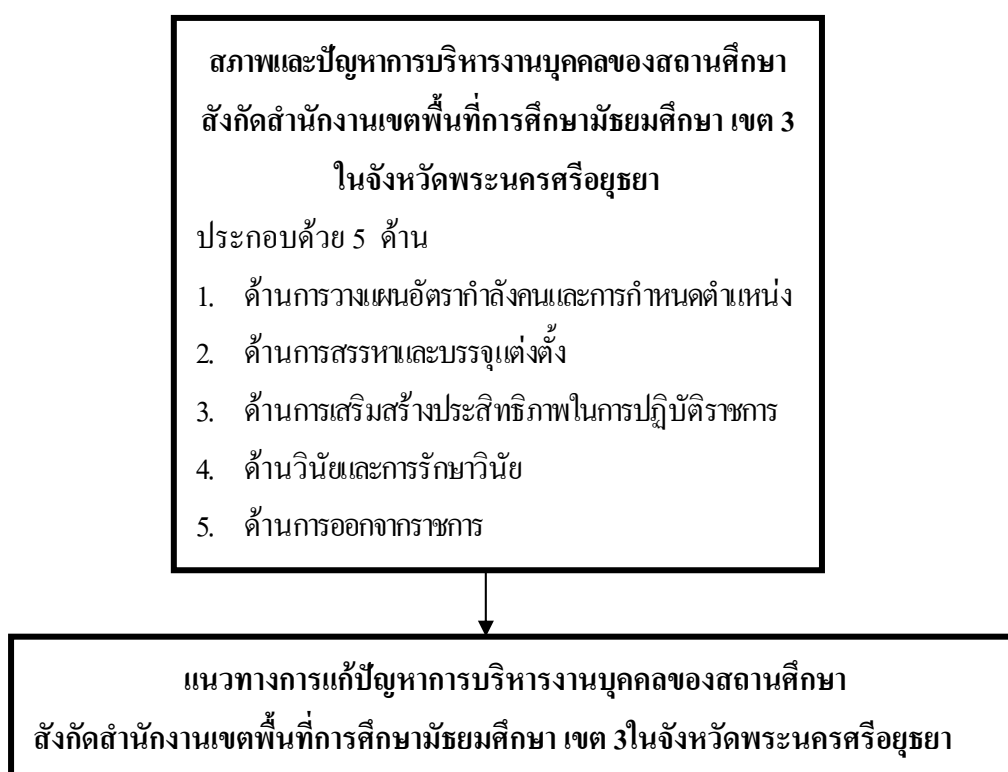 สภาพและปัญหาการบริหารงานบุคคลของสถานศึกษา
สังกัดสำนักงานเขตพื้นที่การศึกษามัธยมศึกษา เขต 3
ในจังหวัดพระนครศรีอยุธยา
ประกอบด้วย 5 ด้าน
1. ด้านการวางแผนอัตรากำลังคนและการกำหนดตำแหน่ง
2. ด้านการสรรหาและบรรจุแต่งตั้ง
3. ด้านการเสริมสร้างประสิทธิภาพในการปฏิบัติราชการ
4. ด้านวินัยและการรักษาวินัย
5. ด้านการออกจากราชการ
แนวทางการแก้ปัญหาการบริหารงานบุคคลของสถานศึกษา
สังกัดสำนักงานเขตพื้นที่การศึกษามัธยมศึกษา เขต 3ในจังหวัดพระนครศรีอยุธยา